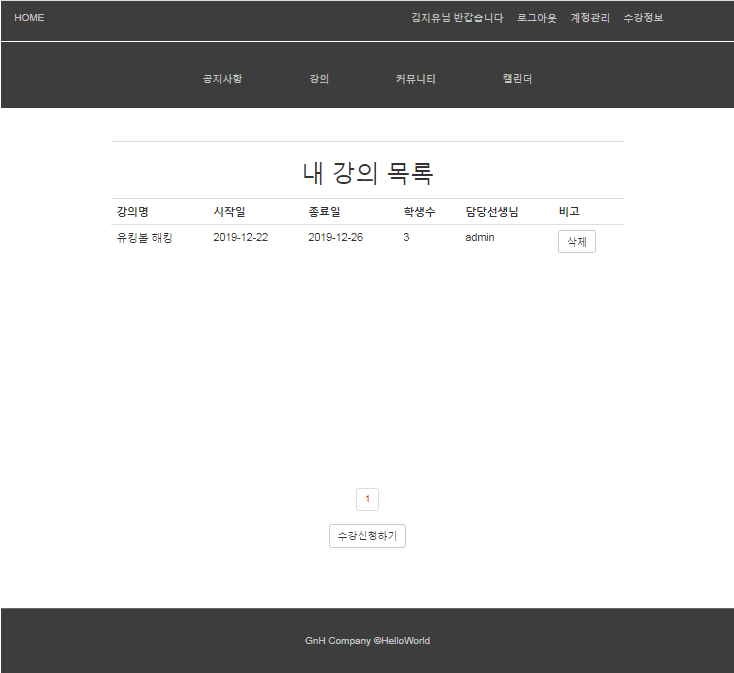 HOME 김지유님 반갑습니다 로그아웃 계정관리 수강정보
공지사항 강의 커뮤니티 캘린더
내 강의 목록
강의명 시작일 종료일 학생수 담당선생님 비고
유킹볼 해킹 2019-12-22 2019-12-26 3 admin 삭제
1
수강신청하기
GnH Company ©HelloWorld